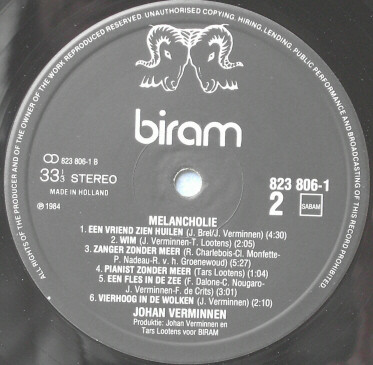 ALL RIGHTS OF THE PRODUCER AND OF THE OWNER OF THE WORK REPRODUCED RESERVED UNAUTHORISED COPYING, HIRING, LENDING, PUBLIC PERFORMANCE AND BROADCASTING OF THIS RECORD PROHIBITED.
biram
823 806-1 B
33⅓ STEREO
MADE IN HOLLAND
℗ 1984
823 806-1
2
SABAM
MELANCHOLIE
1. EEN VRIEND ZIEN HUILEN (J. Brel/J. Verminnen) (4:30)
2. WIM (J. Verminnen-T. Lootens) (2:05)
3. ZANGER ZONDER MEER (R. Charlebois-Cl. Monfette-
P. Nadeau-R. v. h. Groenewoud) (5:27)
4. PIANIST ZONDER MEER (Tars Lootens) (1:04)
5. EEN FLES IN DE ZEE (F. Dalone-C. Nougaro-
J. Verminnen-F. de Crits) (3:01)
6. VIERHOOG IN DE WOLKEN (J. Verminnen) (2:10)
JOHAN VERMINNEN
Produktie: Johan Verminnen en
Tars Lootens voor BIRAM